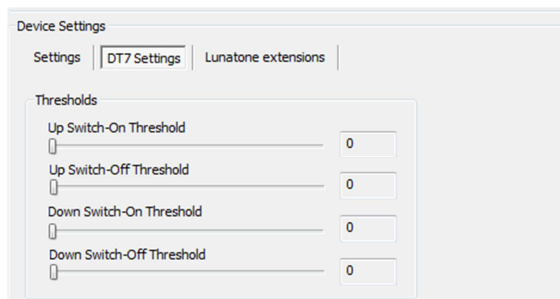 Device Settings
Settings DT7 Settings Lunatone extensions
Thresholds
Up Switch-On Threshold
0
Up Switch-Off Threshold
0
Down Switch-On Threshold
0
Down Switch-Off Threshold
0